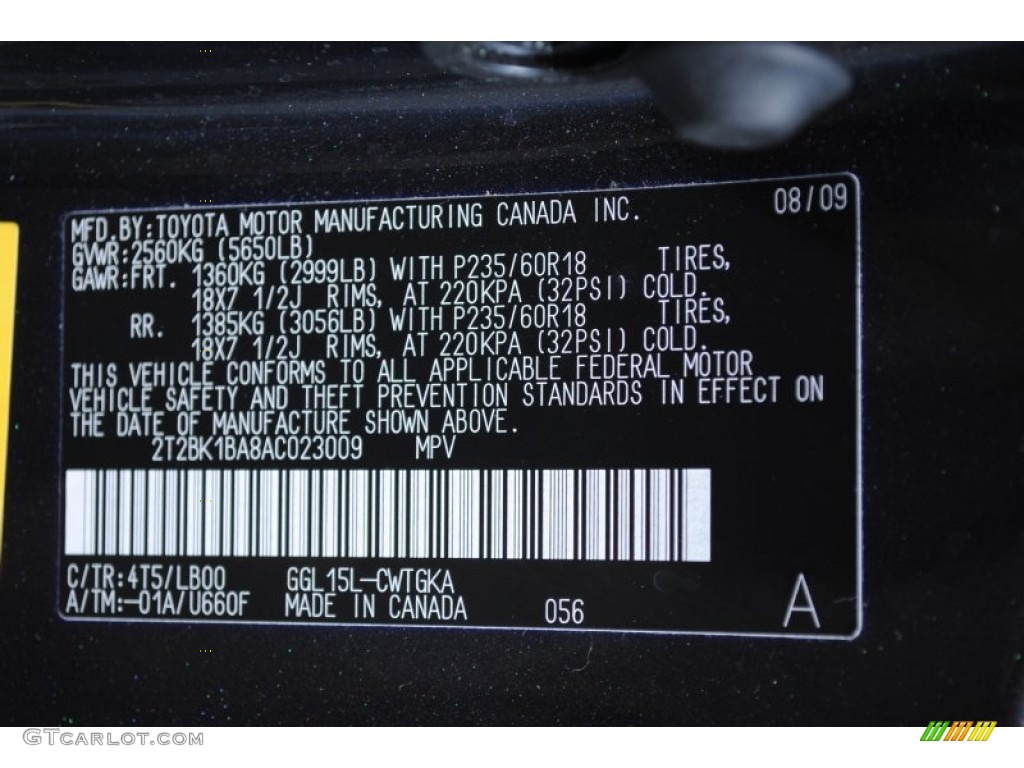 MFD. BY: TOYOTA MOTOR MANUFACTURING CANADA INC. 08/09
GVWR: 2560KG (5650LB)
GAWR: FRT. 1360KG (2999LB) WITH P235/60R18 TIRES,
18X7 1/2J RIMS, AT 220KPA (32PSI) COLD.
RR. 1385KG (3056LB) WITH P235/60R18 TIRES,
18X7 1/2J RIMS, AT 220KPA (32PSI) COLD.
THIS VEHICLE CONFORMS TO ALL APPLICABLE FEDERAL MOTOR
VEHICLE SAFETY AND THEFT PREVENTION STANDARDS IN EFFECT ON
THE DATE OF MANUFACTURE SHOWN ABOVE.
2T2BK1BA8AC023009 MPV
C/TR: 4T5/LB00 GGL15L-CWTGKA
A/TM: -01A/U660F MADE IN CANADA 056 A
GTCarlot.com